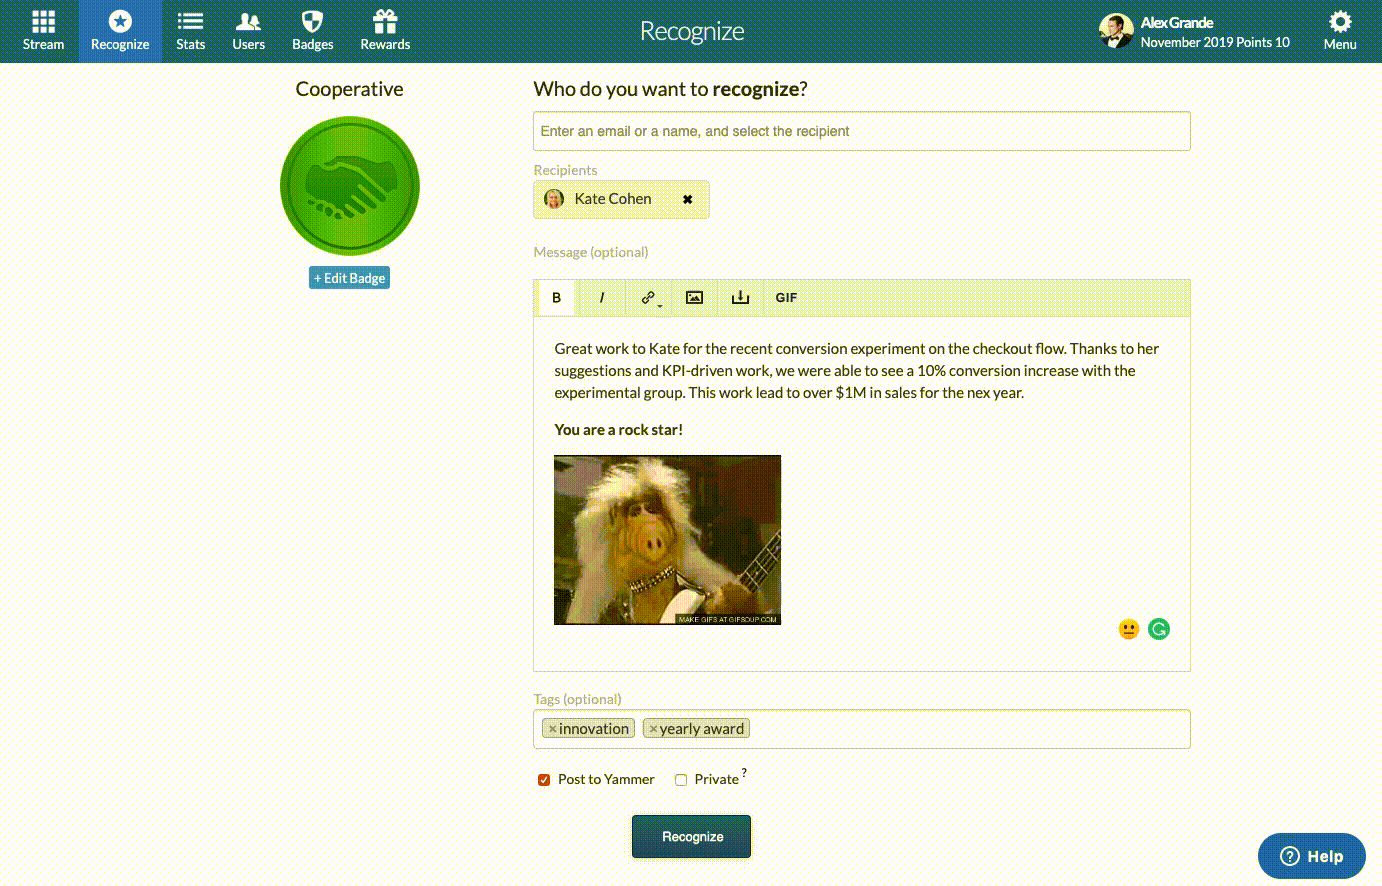 Stream
Recognize
Stats
Users
Badges
Rewards
Recognize
Alex Grande
November 2019 Points 10
Menu
Cooperative
+ Edit Badge
Who do you want to recognize?
Enter an email or a name, and select the recipient
Recipients
Kate Cohen ✖
Message (optional)
B
I
GIF
Great work to Kate for the recent conversion experiment on the checkout flow. Thanks to her
suggestions and KPI-driven work, we were able to see a 10% conversion increase with the
experimental group. This work lead to over $1M in sales for the nex year.
You are a rock star!
MAKE GIFS AT GIFSOUP.COM
Tags (optional)
×innovation ×yearly award
Post to Yammer
Private ?
Recognize
? Help